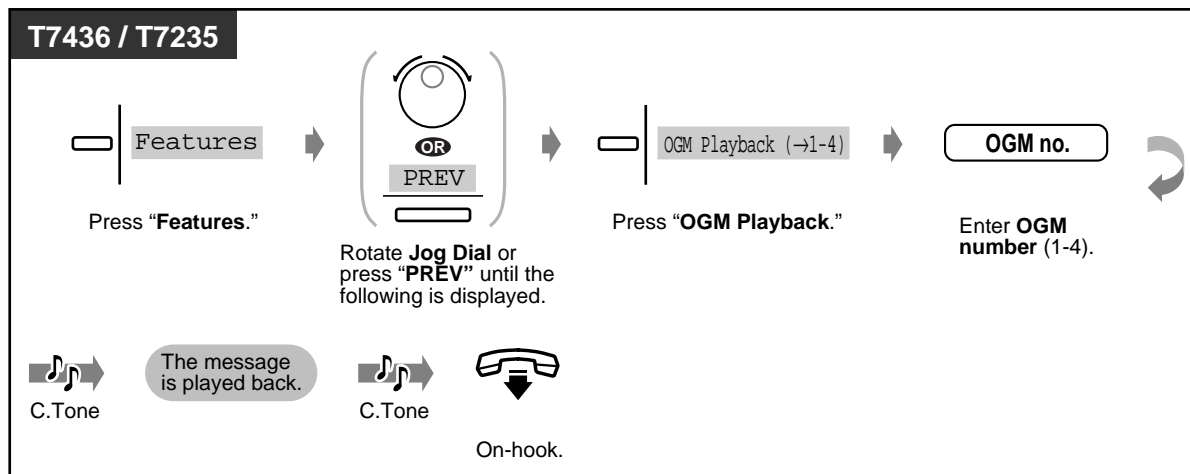 T7436 / T7235
Features
OR
PREV
OGM Playback (→1-4)
OGM no.
Press “Features.”
Rotate Jog Dial or
press “PREV” until the
following is displayed.
Press “OGM Playback.”
Enter OGM
number (1-4).
C.Tone
The message
is played back.
C.Tone
On-hook.